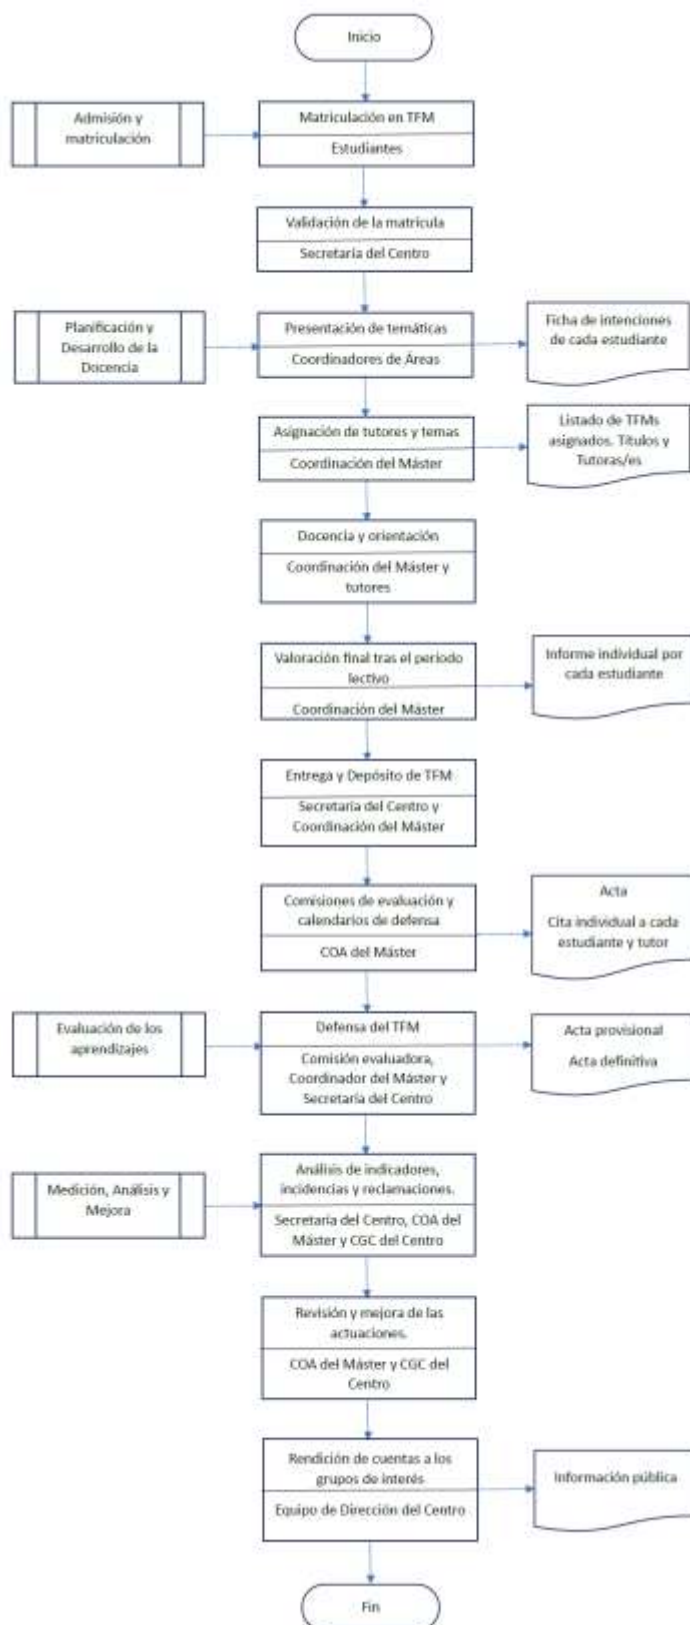 Inicio
Admisión y
matriculación
Matriculación en TFM
Estudiantes
Validación de la matrícula
Secretaría del Centro
Planificación y
Desarrollo de la
Docencia
Presentación de temáticas
Coordinadores de Áreas
Ficha de intenciones
de cada estudiante
Asignación de tutores y temas
Coordinación del Máster
Listado de TFMs
asignados. Títulos y
Tutoras/es
Docencia y orientación
Coordinación del Máster y
tutores
Valoración final tras el periodo
lectivo
Coordinación del Máster
Informe individual por
cada estudiante
Entrega y Depósito de TFM
Secretaría del Centro y
Coordinación del Máster
Comisiones de evaluación y
calendarios de defensa
COA del Máster
Acta
Cita individual a cada
estudiante y tutor
Evaluación de los
aprendizajes
Defensa del TFM
Comisión evaluadora,
Coordinador del Máster y
Secretaría del Centro
Acta provisional
Acta definitiva
Medición, Análisis y
Mejora
Análisis de indicadores,
incidencias y reclamaciones.
Secretaría del Centro, COA del
Máster y CGC del Centro
Revisión y mejora de las
actuaciones.
COA del Máster y CGC del
Centro
Rendición de cuentas a los
grupos de interés
Equipo de Dirección del Centro
Información pública
Fin